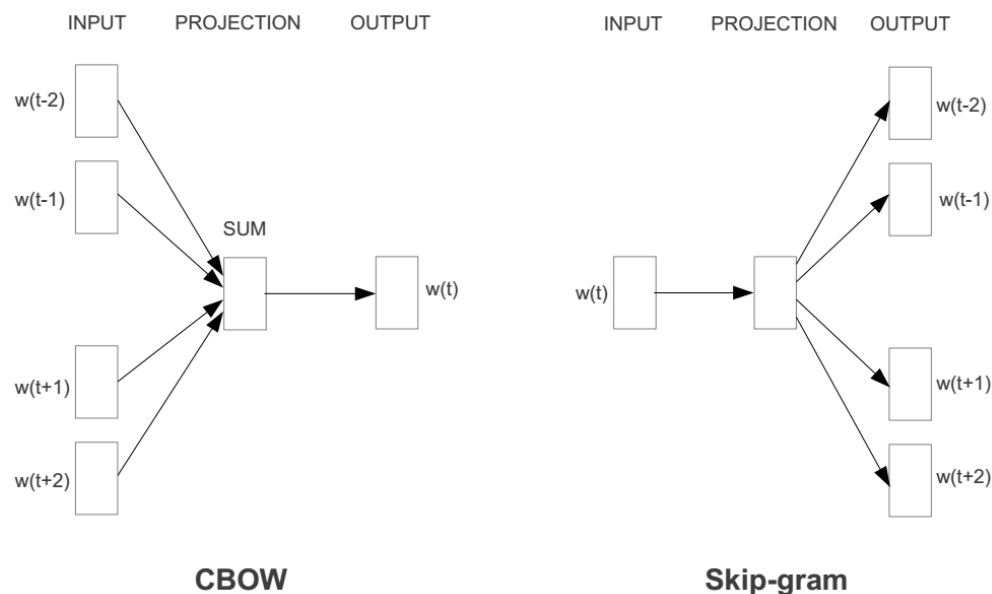 INPUT PROJECTION OUTPUT
w(t-2)
w(t-1)
SUM
w(t)
w(t+1)
w(t+2)
CBOW
INPUT PROJECTION OUTPUT
w(t-2)
w(t-1)
w(t)
w(t+1)
w(t+2)
Skip-gram